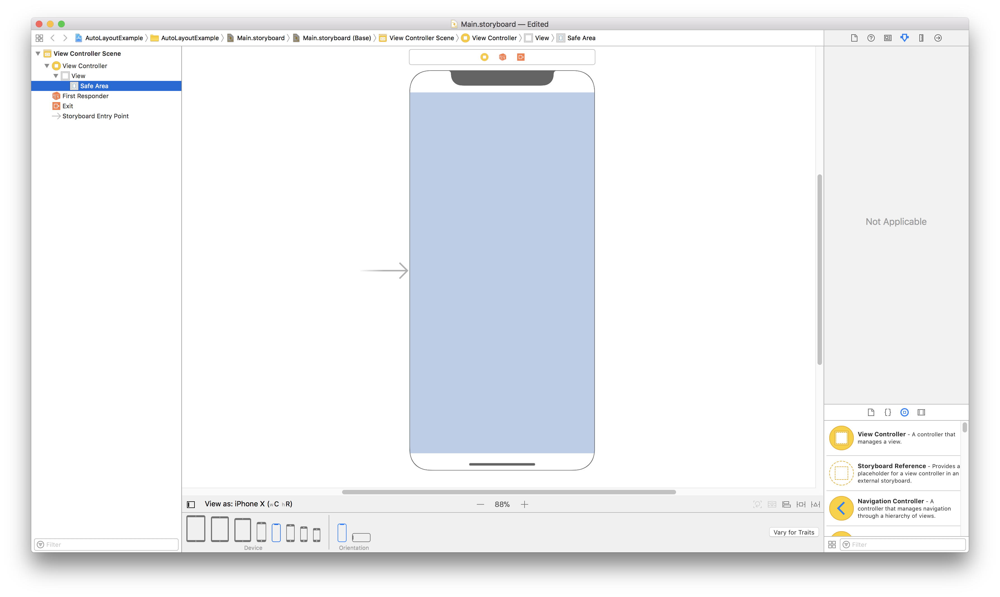 Main.storyboard — Edited
AutoLayoutExample
AutoLayoutExample
Main.storyboard
Main.storyboard (Base)
View Controller Scene
View Controller
View
Safe Area
View Controller Scene
View Controller
View
Safe Area
First Responder
Exit
Storyboard Entry Point
Filter
View as: iPhone X (wC hR)
88%
Device
Orientation
Vary for Traits
Not Applicable
View Controller - A controller that
manages a view.
Storyboard Reference - Provides a
placeholder for a view controller in an
external storyboard.
Navigation Controller - A
controller that manages navigation
through a hierarchy of views.
Filter